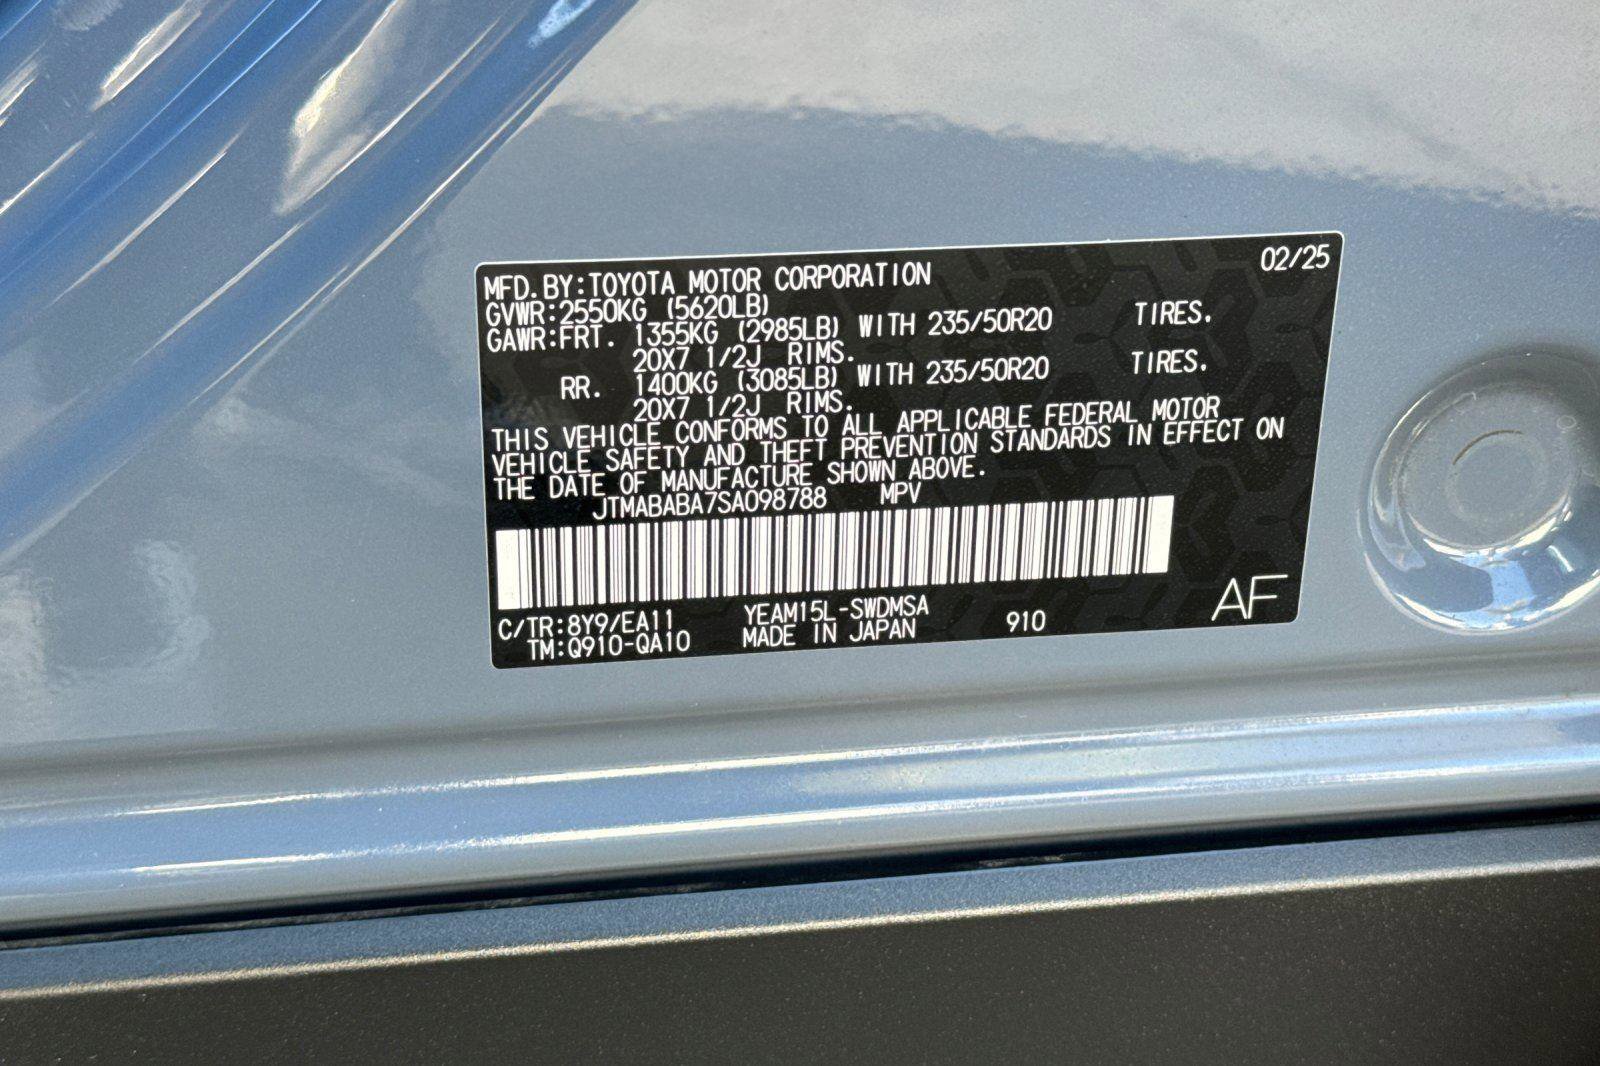 02/25
MFD. BY:TOYOTA MOTOR CORPORATION
GVWR:2550KG (5620LB)
GAWR:FRT. 1355KG (2985LB) WITH 235/50R20 TIRES.
20X7 1/2J RIMS.
RR. 1400KG (3085LB) WITH 235/50R20 TIRES.
20X7 1/2J RIMS.
THIS VEHICLE CONFORMS TO ALL APPLICABLE FEDERAL MOTOR
VEHICLE SAFETY AND THEFT PREVENTION STANDARDS IN EFFECT ON
THE DATE OF MANUFACTURE SHOWN ABOVE.
JTMABABA7SA098788 MPV
C/TR:8Y9/EA11 YEAM15L-SWDMSA
TM:Q910-QA10 MADE IN JAPAN 910 AF